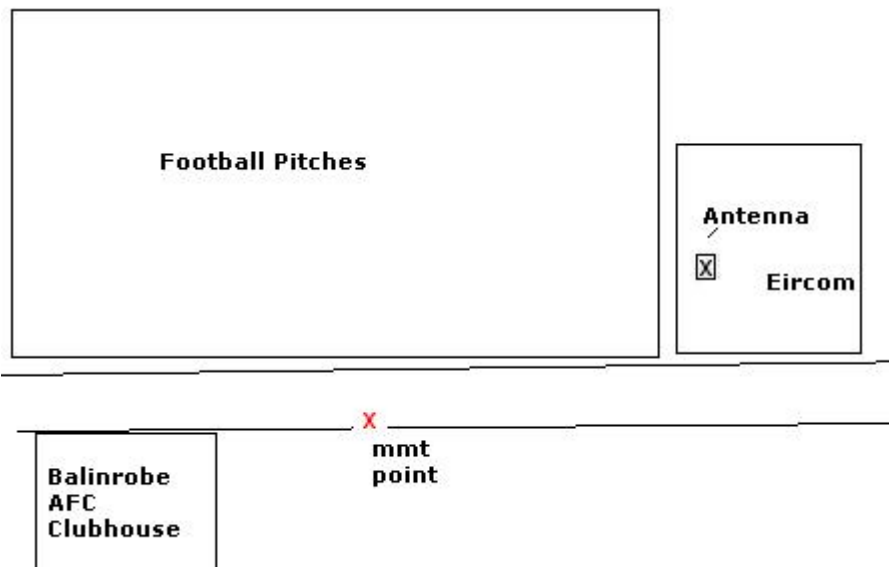 Football Pitches
Antenna
X
Eircom
X
mmt
point
Balinrobe
AFC
Clubhouse